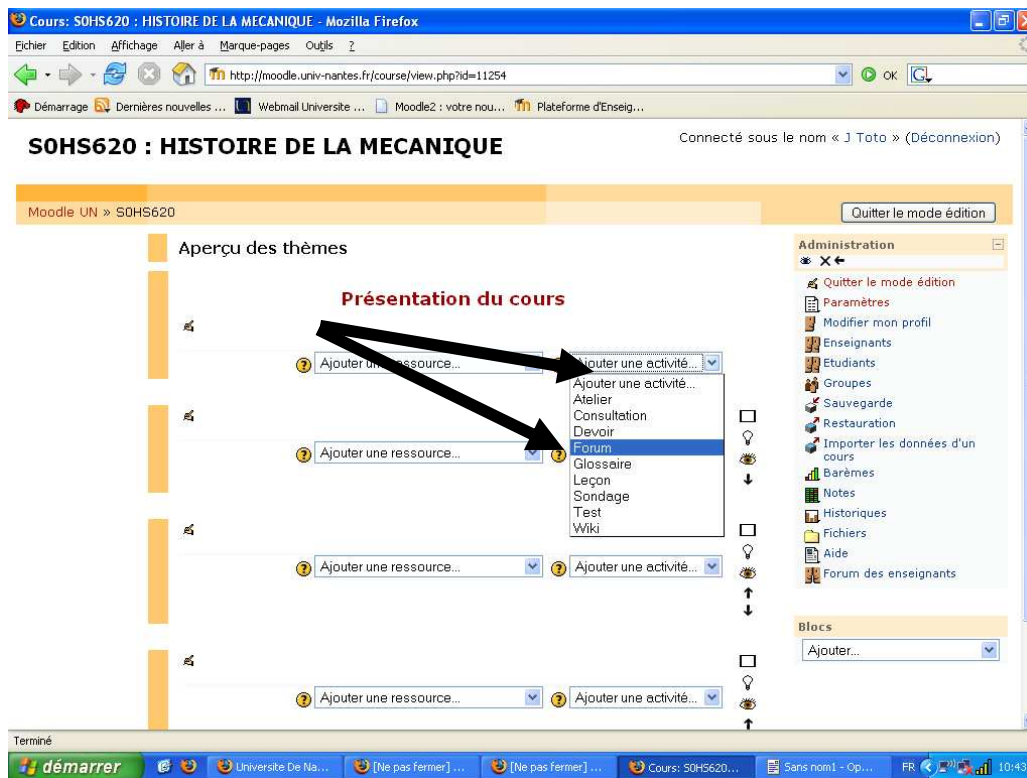 Cours: S0HS620 : HISTOIRE DE LA MECANIQUE - Mozilla Firefox
Fichier Edition Affichage Aller à Marque-pages Outils ?
http://moodle.univ-nantes.fr/course/view.php?id=11254 OK
Démarrage Dernières nouvelles ... Webmail Universite ... Moodle2 : votre nou... Plateforme d'Enseig...
S0HS620 : HISTOIRE DE LA MECANIQUE
Connecté sous le nom « J Toto » (Déconnexion)
Moodle UN » S0HS620
Quitter le mode édition
Aperçu des thèmes
Présentation du cours
Ajouter une ressource...
Ajouter une activité...
Ajouter une activité...
Atelier
Consultation
Devoir
Forum
Glossaire
Leçon
Sondage
Test
Wiki
Ajouter une ressource...
Ajouter une ressource...
Ajouter une activité...
Ajouter une ressource...
Ajouter une activité...
Administration
Quitter le mode édition
Paramètres
Modifier mon profil
Enseignants
Etudiants
Groupes
Sauvegarde
Restauration
Importer les données d'un
cours
Barèmes
Notes
Historiques
Fichiers
Aide
Forum des enseignants
Blocs
Ajouter...
Terminé
démarrer
Universite De Na...
[Ne pas fermer] ...
[Ne pas fermer] ...
Cours: S0HS620...
Sans nom1 - Op...
FR
10:43